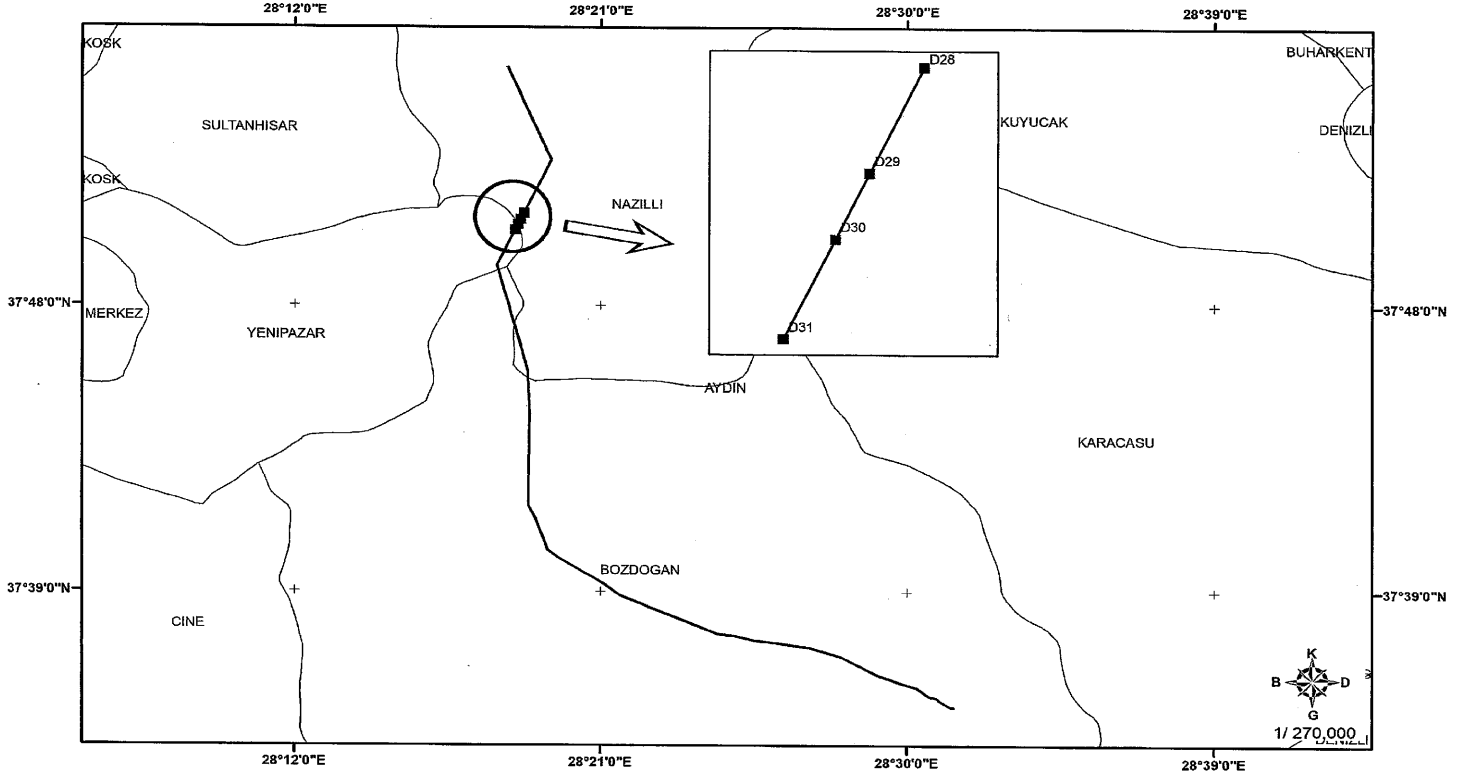 28°12'0"E
28°21'0"E
28°30'0"E
28°39'0"E
KOSK
BUHARKENT
D28
SULTANHISAR
KUYUCAK
DENIZLI
D29
KOSK
NAZILLI
D30
37°48'0"N
MERKEZ
YENIPAZAR
D31
37°48'0"N
AYDIN
KARACASU
BOZDOGAN
37°39'0"N
37°39'0"N
CINE
K
B
D
G
1/ 270,000
DENIZLI
28°12'0"E
28°21'0"E
28°30'0"E
28°39'0"E